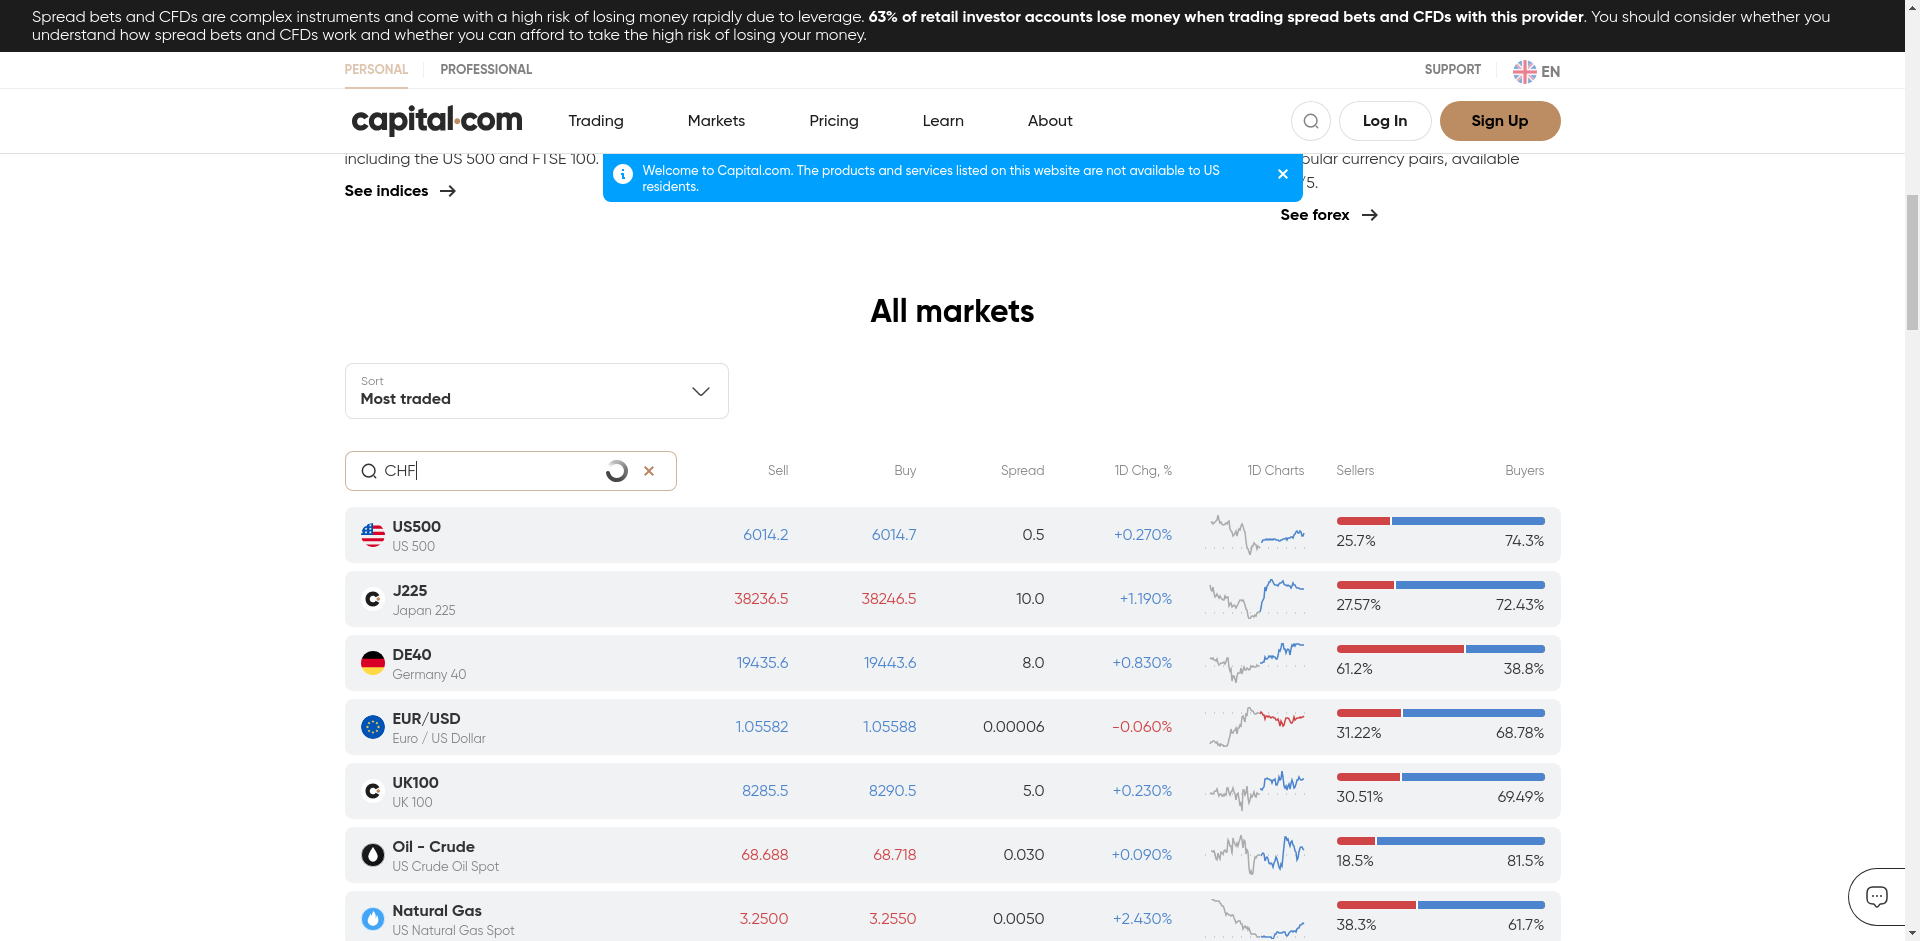 Spread bets and CFDs are complex instruments and come with a high risk of losing money rapidly due to leverage. 63% of retail investor accounts lose money when trading spread bets and CFDs with this provider. You should consider whether you
understand how spread bets and CFDs work and whether you can afford to take the high risk of losing your money.
PERSONAL PROFESSIONAL SUPPORT EN
capital.com Trading Markets Pricing Learn About Log In Sign Up
including the US 500 and FTSE 100.
Welcome to Capital.com. The products and services listed on this website are not available to US
residents.
currency pairs, available
/5.
See indices
See forex
All markets
Sort
Most traded
CHF Sell Buy Spread 1D Chg, % 1D Charts Sellers Buyers
US500 6014.2 6014.7 0.5 +0.270% 25.7% 74.3%
US 500
J225 38236.5 38246.5 10.0 +1.190% 27.57% 72.43%
Japan 225
DE40 19435.6 19443.6 8.0 +0.830% 61.2% 38.8%
Germany 40
EUR/USD 1.05582 1.05588 0.00006 -0.060% 31.22% 68.78%
Euro / US Dollar
UK100 8285.5 8290.5 5.0 +0.230% 30.51% 69.49%
UK 100
Oil - Crude 68.688 68.718 0.030 +0.090% 18.5% 81.5%
US Crude Oil Spot
Natural Gas 3.2500 3.2550 0.0050 +2.430% 38.3% 61.7%
US Natural Gas Spot